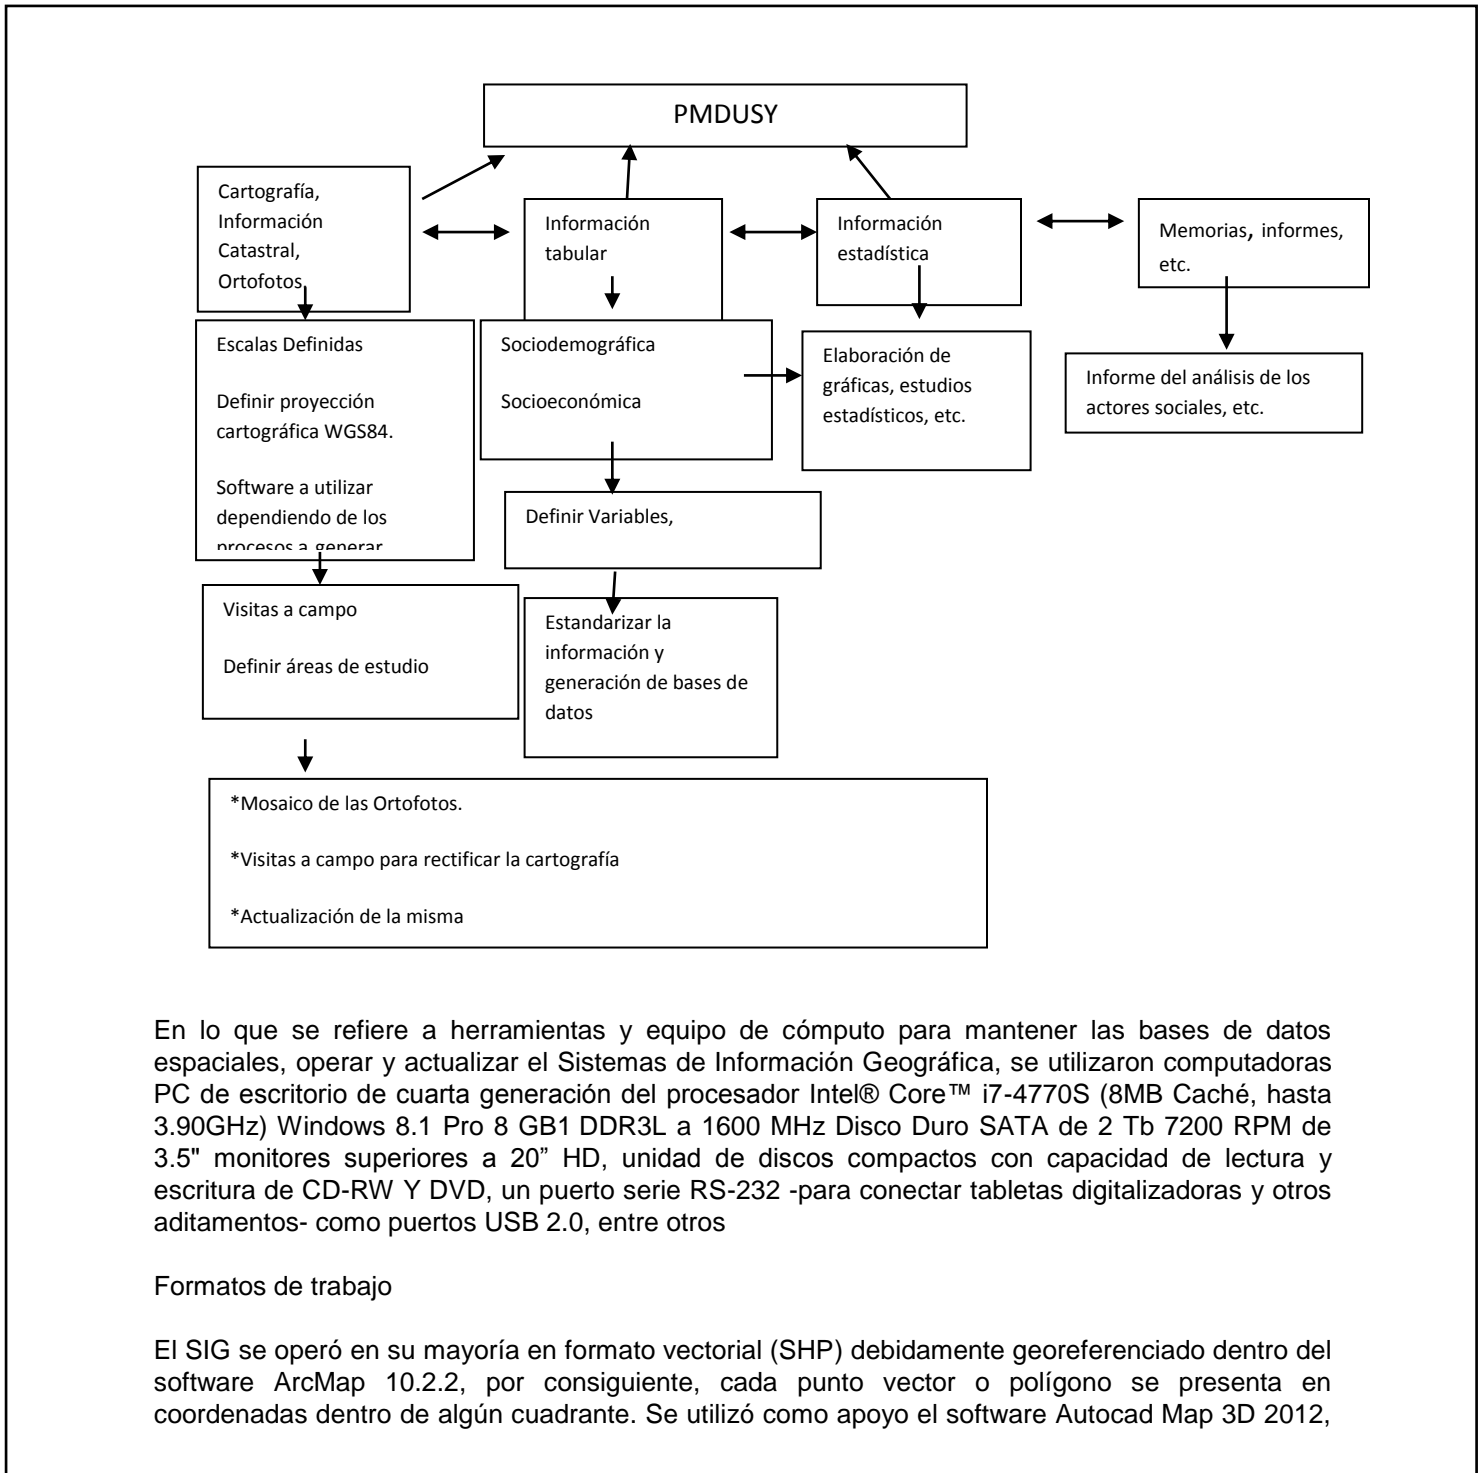 PMDUSY
Cartografía,
Información
Catastral,
Ortofotos
Información
tabular
Información
estadística
Memorias, informes,
etc.
Escalas Definidas
Definir proyección
cartográfica WGS84.
Software a utilizar
dependiendo de los
procesos a generar
Sociodemográfica
Socioeconómica
Elaboración de
gráficas, estudios
estadísticos, etc.
Informe del análisis de los
actores sociales, etc.
Definir Variables,
Visitas a campo
Definir áreas de estudio
Estandarizar la
información y
generación de bases de
datos
*Mosaico de las Ortofotos.
*Visitas a campo para rectificar la cartografía
*Actualización de la misma
En lo que se refiere a herramientas y equipo de cómputo para mantener las bases de datos
espaciales, operar y actualizar el Sistemas de Información Geográfica, se utilizaron computadoras
PC de escritorio de cuarta generación del procesador Intel® Core™ i7-4770S (8MB Caché, hasta
3.90GHz) Windows 8.1 Pro 8 GB1 DDR3L a 1600 MHz Disco Duro SATA de 2 Tb 7200 RPM de
3.5" monitores superiores a 20” HD, unidad de discos compactos con capacidad de lectura y
escritura de CD-RW Y DVD, un puerto serie RS-232 -para conectar tabletas digitalizadoras y otros
aditamentos- como puertos USB 2.0, entre otros
Formatos de trabajo
El SIG se operó en su mayoría en formato vectorial (SHP) debidamente georeferenciado dentro del
software ArcMap 10.2.2, por consiguiente, cada punto vector o polígono se presenta en
coordenadas dentro de algún cuadrante. Se utilizó como apoyo el software Autocad Map 3D 2012,